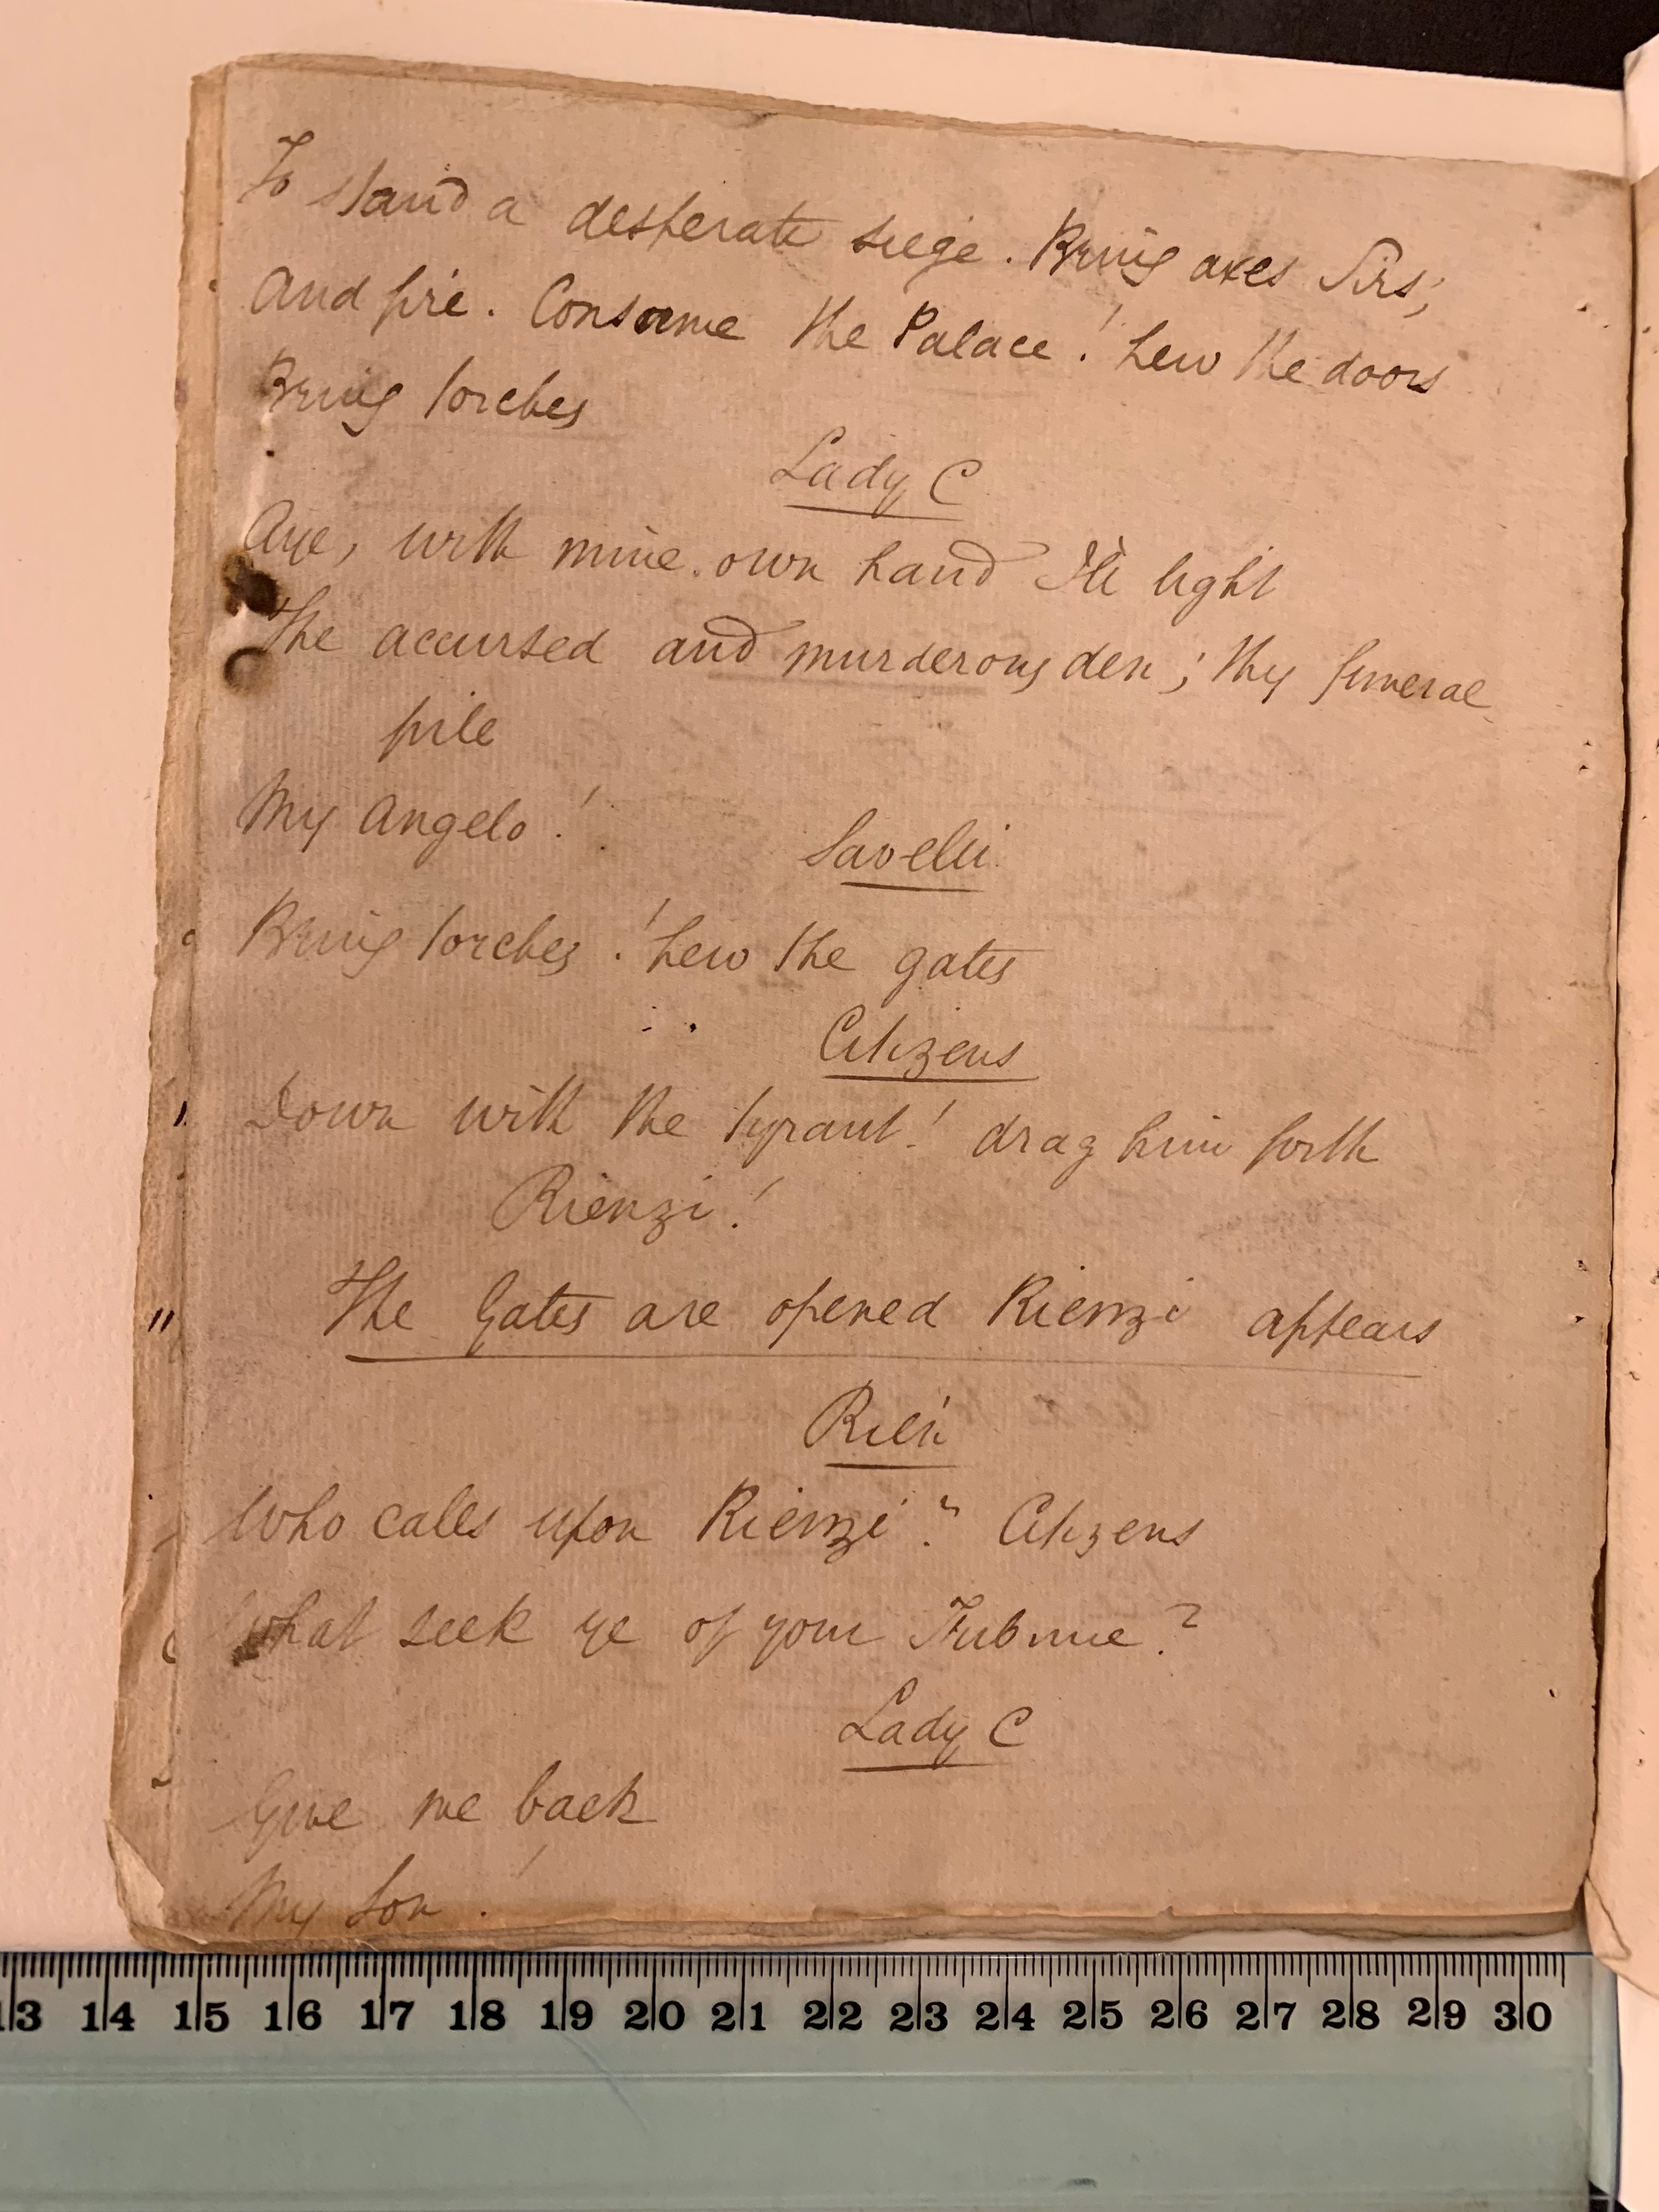 To stand a desperate siege. Bring axes Sirs;
And fire. Consume the Palace! hew the doors
Bring torches
Lady C
Aye, with mine own hand I'll light
The accursed and murderous den; thy funeral
pile
My Angelo!
Savelli
Bring torches! hew the gates
Citizens
Down with the tyrant! drag him forth
Rienzi!
The Gates are opened Rienzi appears
Rien
Who calls upon Rienzi? Citizens
What seek ye of your Tribune?
Lady C
Give me back
My Son!
13 14 15 16 17 18 19 20 21 22 23 24 25 26 27 28 29 30